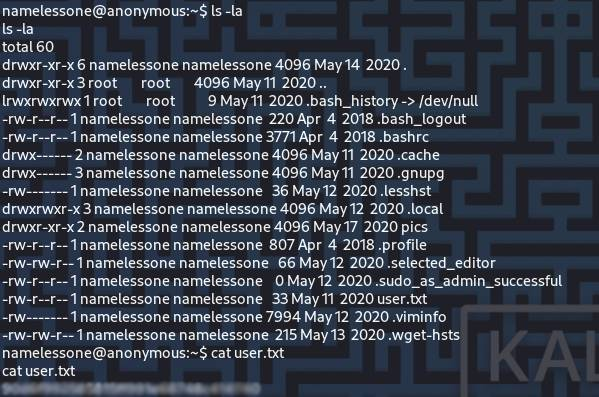 namelessone@anonymous:~$ ls -la
ls -la
total 60
drwxr-xr-x 6 namelessone namelessone 4096 May 14 2020 .
drwxr-xr-x 3 root root 4096 May 11 2020 ..
lrwxrwxrwx 1 root root 9 May 11 2020 .bash_history -> /dev/null
-rw-r--r-- 1 namelessone namelessone 220 Apr 4 2018 .bash_logout
-rw-r--r-- 1 namelessone namelessone 3771 Apr 4 2018 .bashrc
drwx------ 2 namelessone namelessone 4096 May 11 2020 .cache
drwx------ 3 namelessone namelessone 4096 May 11 2020 .gnupg
-rw------- 1 namelessone namelessone 36 May 12 2020 .lesshst
drwxrwxr-x 3 namelessone namelessone 4096 May 12 2020 .local
drwxr-xr-x 2 namelessone namelessone 4096 May 17 2020 pics
-rw-r--r-- 1 namelessone namelessone 807 Apr 4 2018 .profile
-rw-rw-r-- 1 namelessone namelessone 66 May 12 2020 .selected_editor
-rw-r--r-- 1 namelessone namelessone 0 May 12 2020 .sudo_as_admin_successful
-rw-r--r-- 1 namelessone namelessone 33 May 11 2020 user.txt
-rw------- 1 namelessone namelessone 7994 May 12 2020 .viminfo
-rw-rw-r-- 1 namelessone namelessone 215 May 13 2020 .wget-hsts
namelessone@anonymous:~$ cat user.txt
KAL
cat user.txt